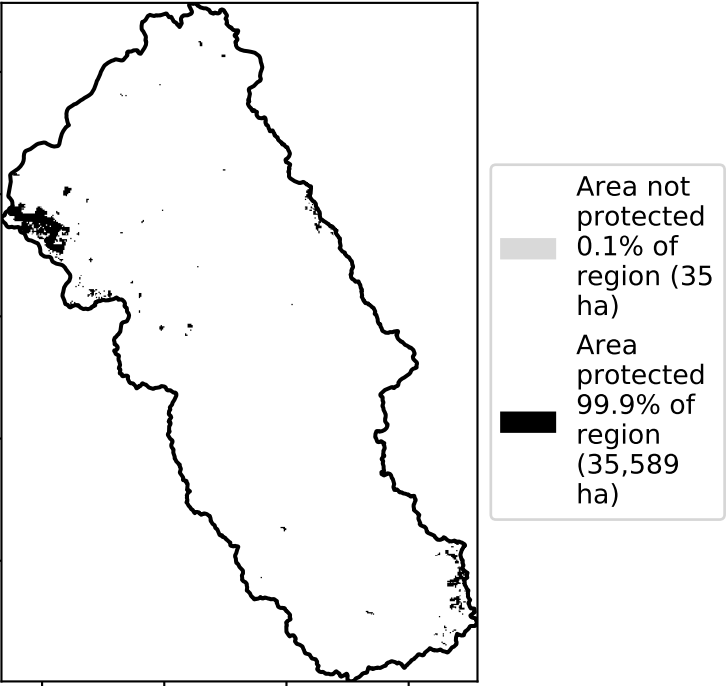 Area not
protected
0.1% of
region (35
ha)
Area
protected
99.9% of
region
(35,589
ha)